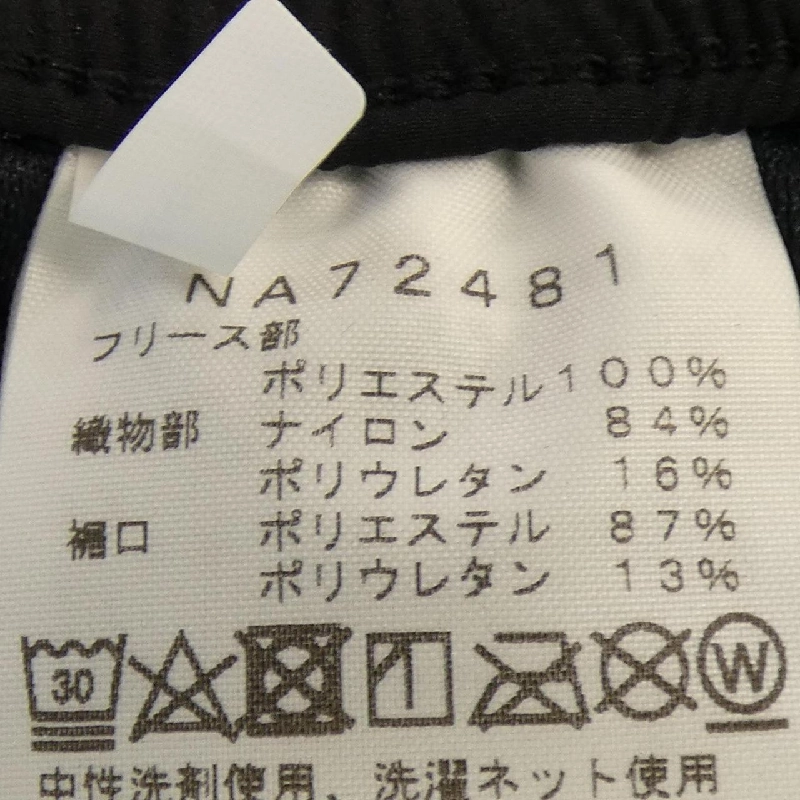 NA72481
フリース部
ポリエステル100%
織物部 ナイロン 84%
ポリウレタン 16%
裾口 ポリエステル 87%
ポリウレタン 13%
30 W
中性洗剤使用、洗濯ネット使用